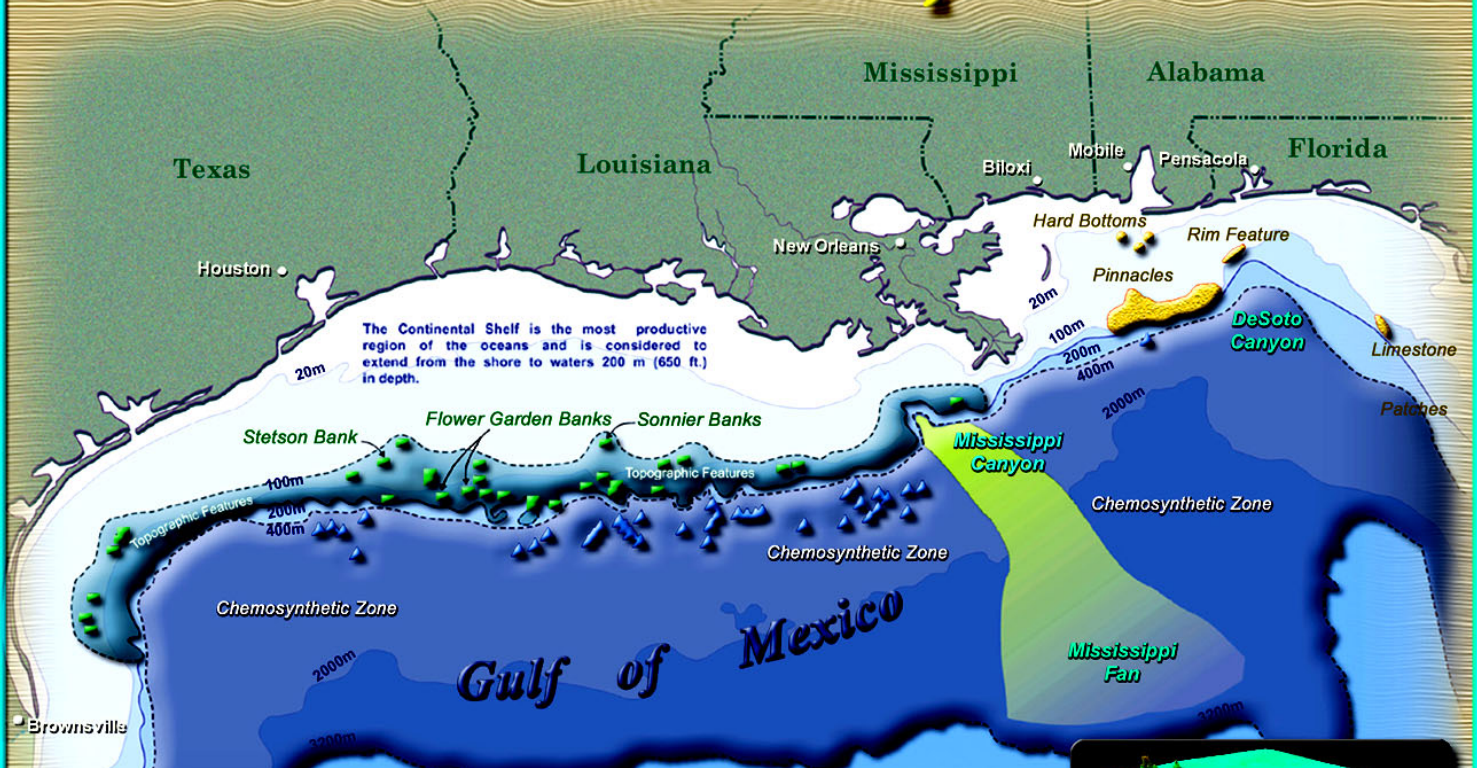 Mississippi
Alabama
Texas
Louisiana
Florida
Biloxi
Mobile
Pensacola
New Orleans
Houston
Hard Bottoms
Rim Feature
Pinnacles
20m
100m
200m
400m
2000m
DeSoto
Canyon
Limestone
Patches
The Continental Shelf is the most productive
region of the oceans and is considered to
extend from the shore to waters 200 m (650 ft.)
in depth.
20m
Stetson Bank
Flower Garden Banks
Sonnier Banks
Topographic Features
Topographic Features
100m
200m
400m
Mississippi
Canyon
Chemosynthetic Zone
Chemosynthetic Zone
Chemosynthetic Zone
Gulf of Mexico
Mississippi
Fan
2000m
3200m
3200m
Brownsville